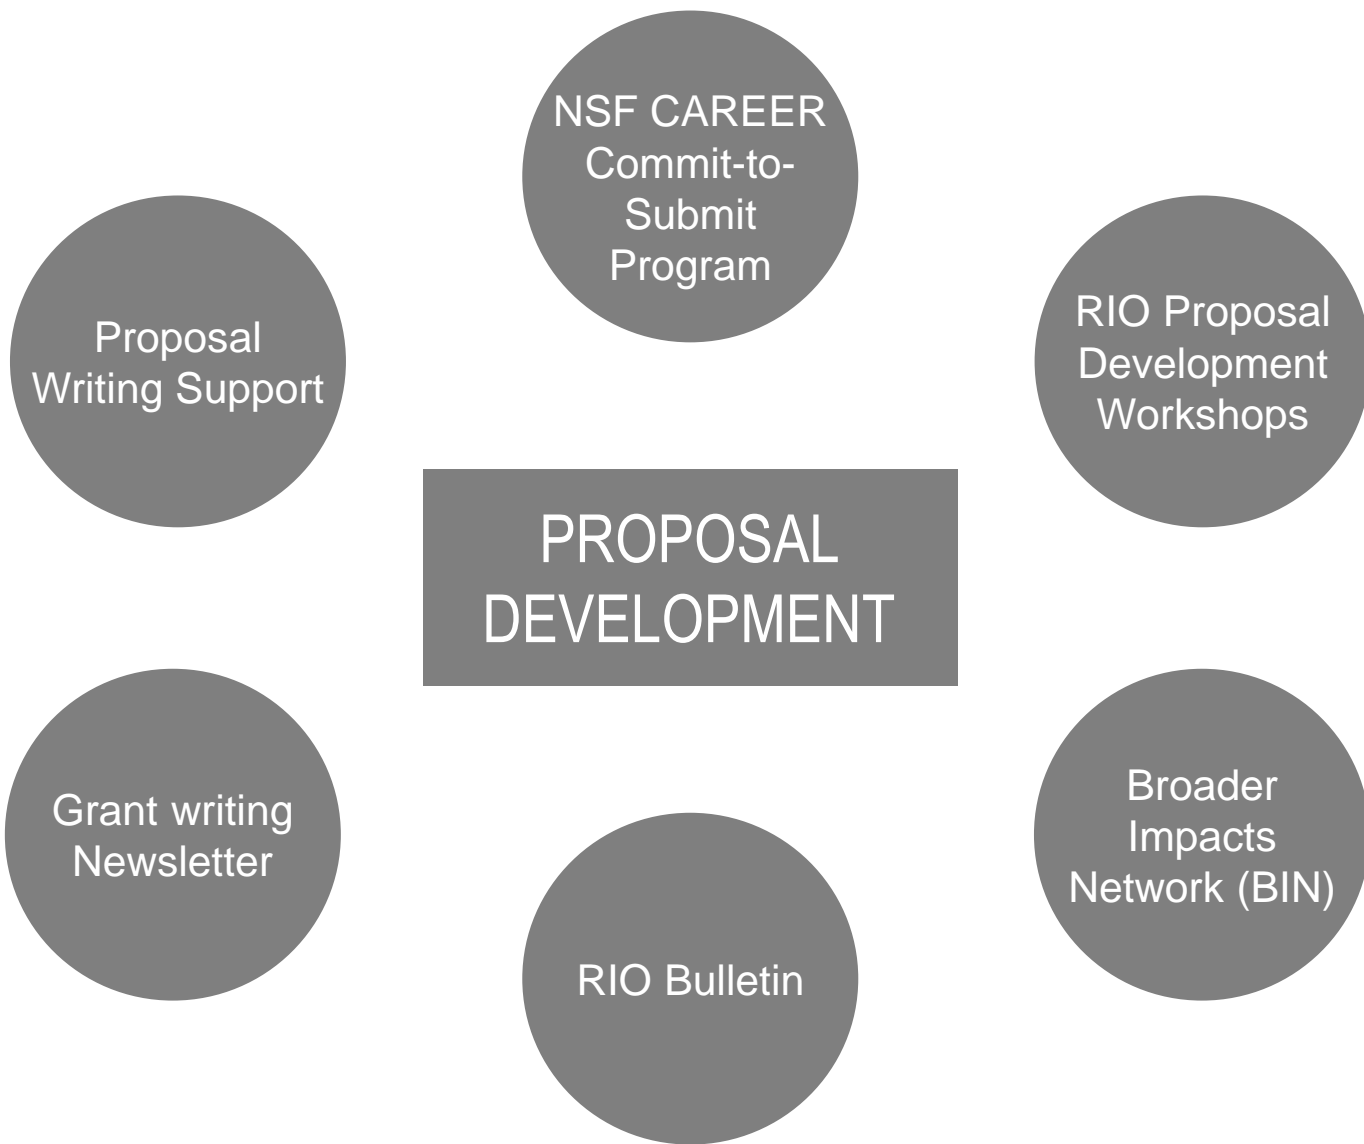 NSF CAREER
Commit-to-
Submit
Program
Proposal
Writing Support
RIO Proposal
Development
Workshops
PROPOSAL
DEVELOPMENT
Grant writing
Newsletter
Broader
Impacts
Network (BIN)
RIO Bulletin